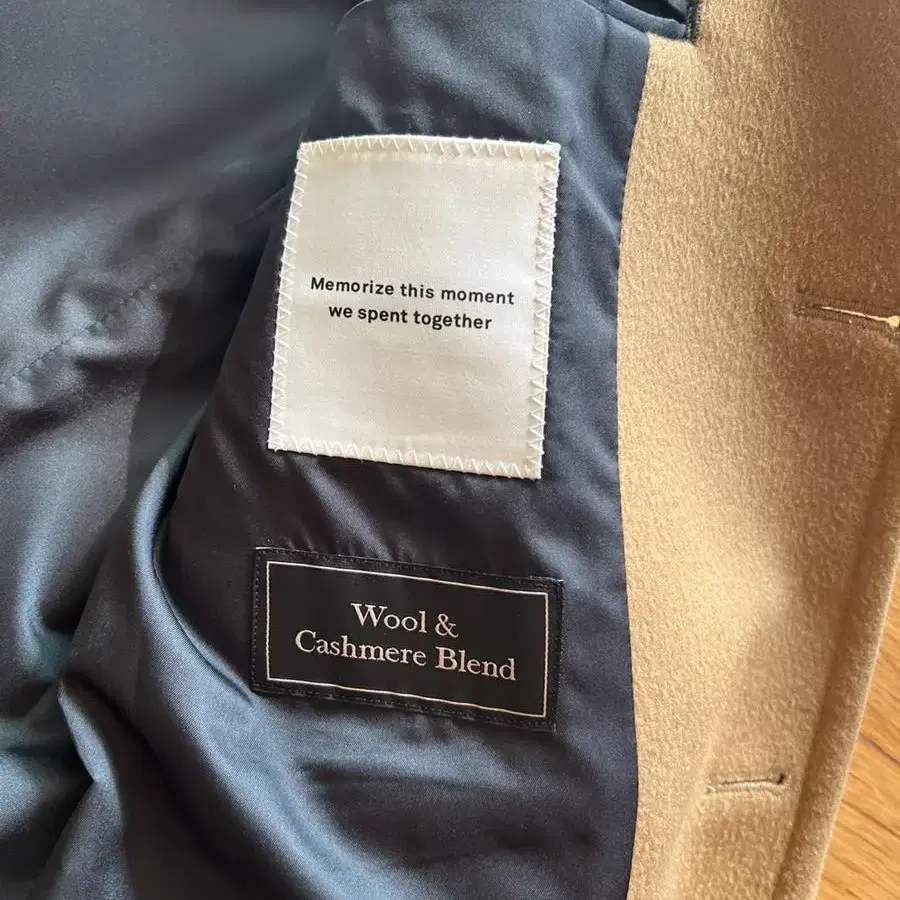 Memorize this moment
we spent together
Wool &
Cashmere Blend